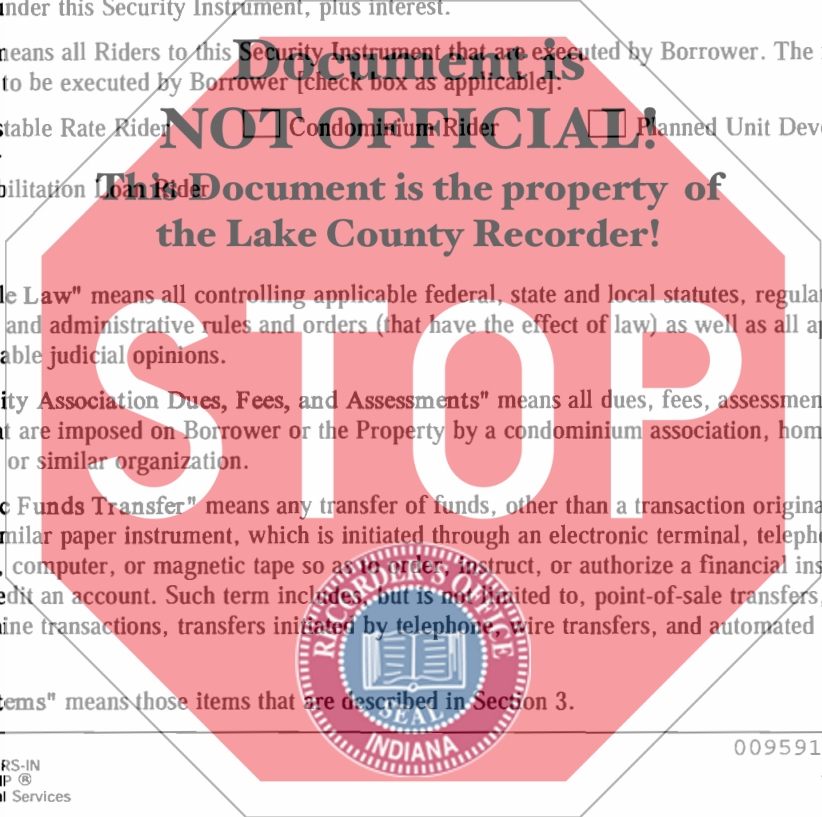 nder this Security Instrument, plus interest.
eans all Riders to this Security Instrument that are executed by Borrower. The
to be executed by Borrower [check box as applicable]:
Document is
stable Rate Rider Condominium Rider Planned Unit Deve
NOT OFFICIAL!
bilitation Loan Rider
This Document is the property of
the Lake County Recorder!
le Law" means all controlling applicable federal, state and local statutes, regulat
and administrative rules and orders (that have the effect of law) as well as all ap
able judicial opinions.
STOP
ity Association Dues, Fees, and Assessments" means all dues, fees, assessmen
t are imposed on Borrower or the Property by a condominium association, hom
or similar organization.
c Funds Transfer" means any transfer of funds, other than a transaction origina
milar paper instrument, which is initiated through an electronic terminal, teleph
computer, or magnetic tape so as to order, instruct, or authorize a financial ins
edit an account. Such term includes, but is not limited to, point-of-sale transfers,
ine transactions, transfers initiated by telephone, wire transfers, and automated
RECORDER'S OFFICE
SEAL
INDIANA
tems" means those items that are described in Section 3.
009591
RS-IN
P ®
l Services